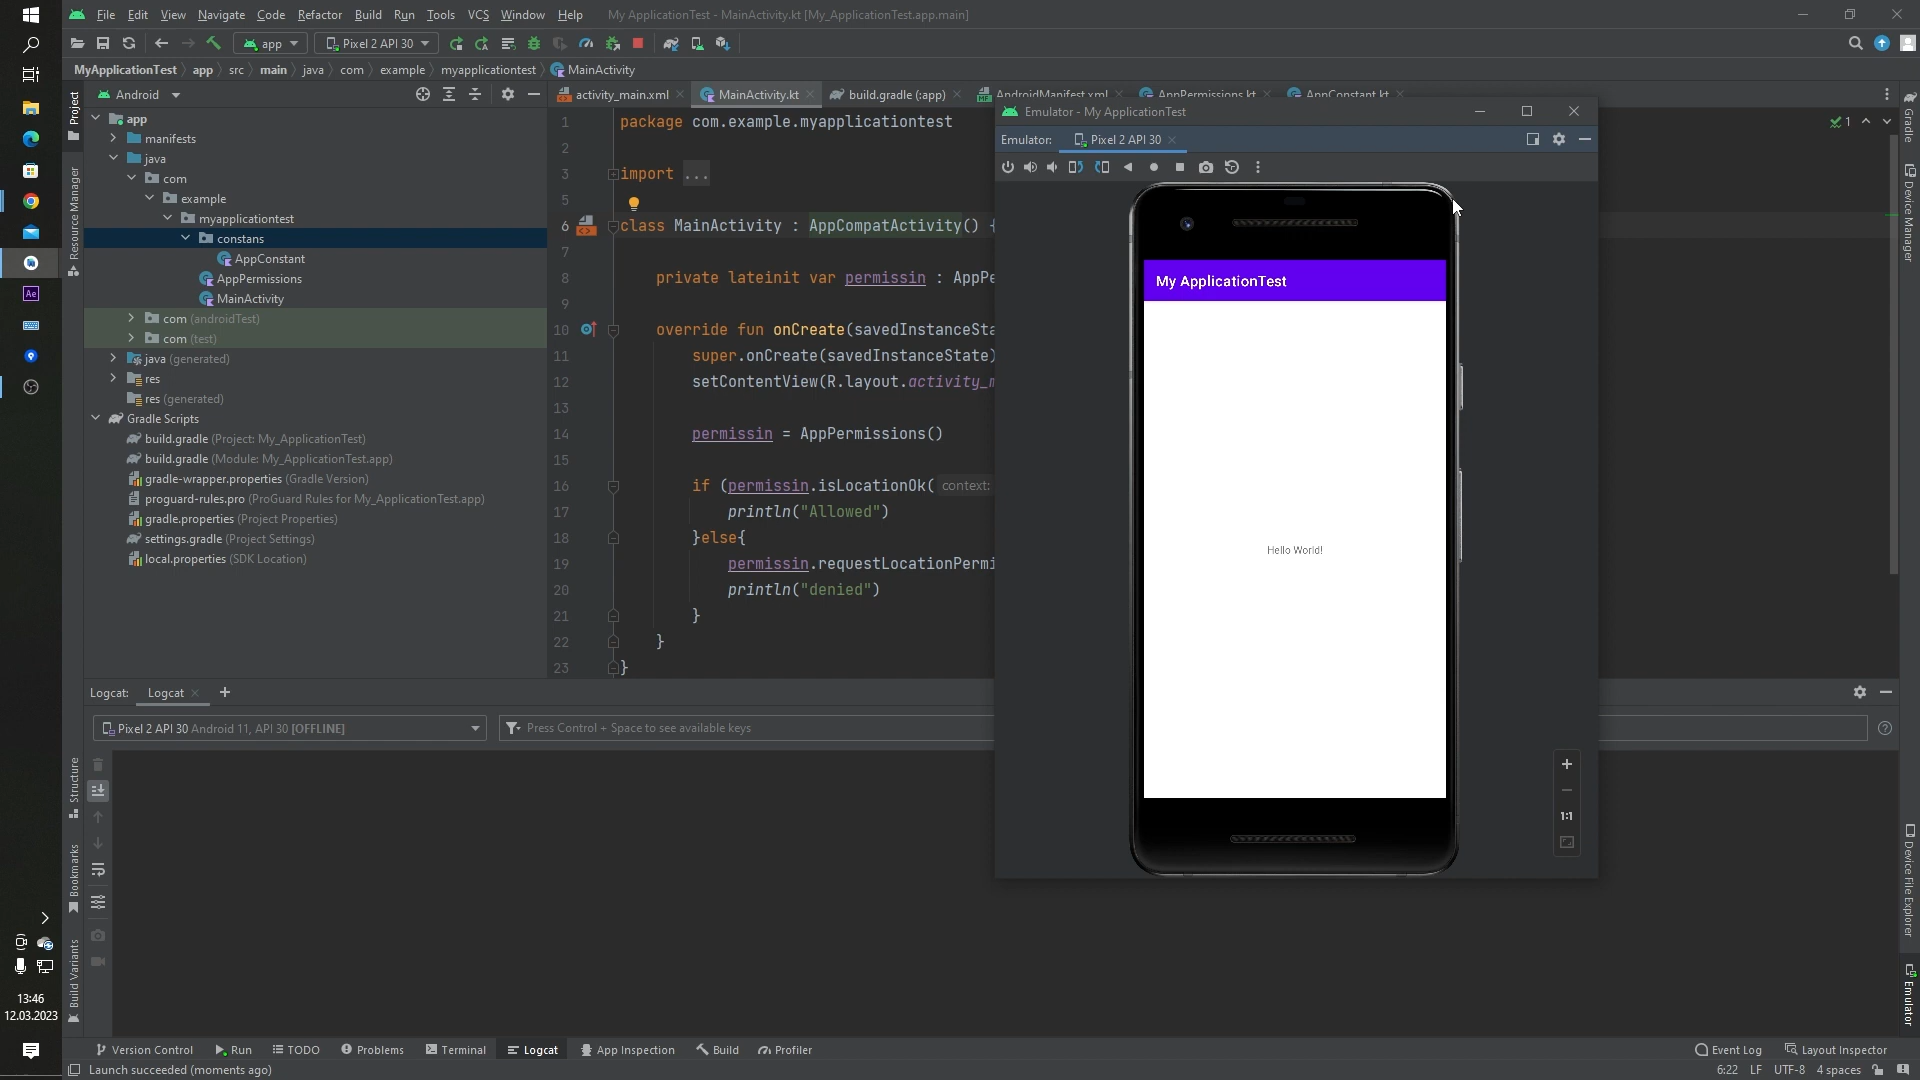 File Edit View Navigate Code Refactor Build Run Tools VCS Window Help My ApplicationTest - MainActivity.kt [My_ApplicationTest.app.main]
app Pixel 2 API 30
MyApplicationTest app src main java com example myapplicationtest MainActivity
Project
Resource Manager
Structure
Bookmarks
Build Variants
Android
app
manifests
java
com
example
myapplicationtest
constans
AppConstant
AppPermissions
MainActivity
com (androidTest)
com (test)
java (generated)
res
res (generated)
Gradle Scripts
build.gradle (Project: My_ApplicationTest)
build.gradle (Module: My_ApplicationTest.app)
gradle-wrapper.properties (Gradle Version)
proguard-rules.pro (ProGuard Rules for My_ApplicationTest.app)
gradle.properties (Project Properties)
settings.gradle (Project Settings)
local.properties (SDK Location)
activity_main.xml MainActivity.kt build.gradle (:app) AndroidManifest.xml AppPermissions.kt AppConstant.kt
1 package com.example.myapplicationtest
2
3 import ...
5
6 class MainActivity : AppCompatActivity() {
7
8 private lateinit var permissin : AppPe
9
10 override fun onCreate(savedInstanceSta
11 super.onCreate(savedInstanceState)
12 setContentView(R.layout.activity_m
13
14 permissin = AppPermissions()
15
16 if (permissin.isLocationOk( context:
17 println("Allowed")
18 }else{
19 permissin.requestLocationPermi
20 println("denied")
21 }
22 }
23 }
1
Emulator - My ApplicationTest
Emulator: Pixel 2 API 30
My ApplicationTest
Hello World!
1:1
Gradle
Device Manager
Device File Explorer
Emulator
Logcat: Logcat
Pixel 2 API 30 Android 11, API 30 [OFFLINE]
Press Control + Space to see available keys
Ae
13:46
12.03.2023
Version Control Run TODO Problems Terminal Logcat App Inspection Build Profiler Event Log Layout Inspector
Launch succeeded (moments ago) 6:22 LF UTF-8 4 spaces